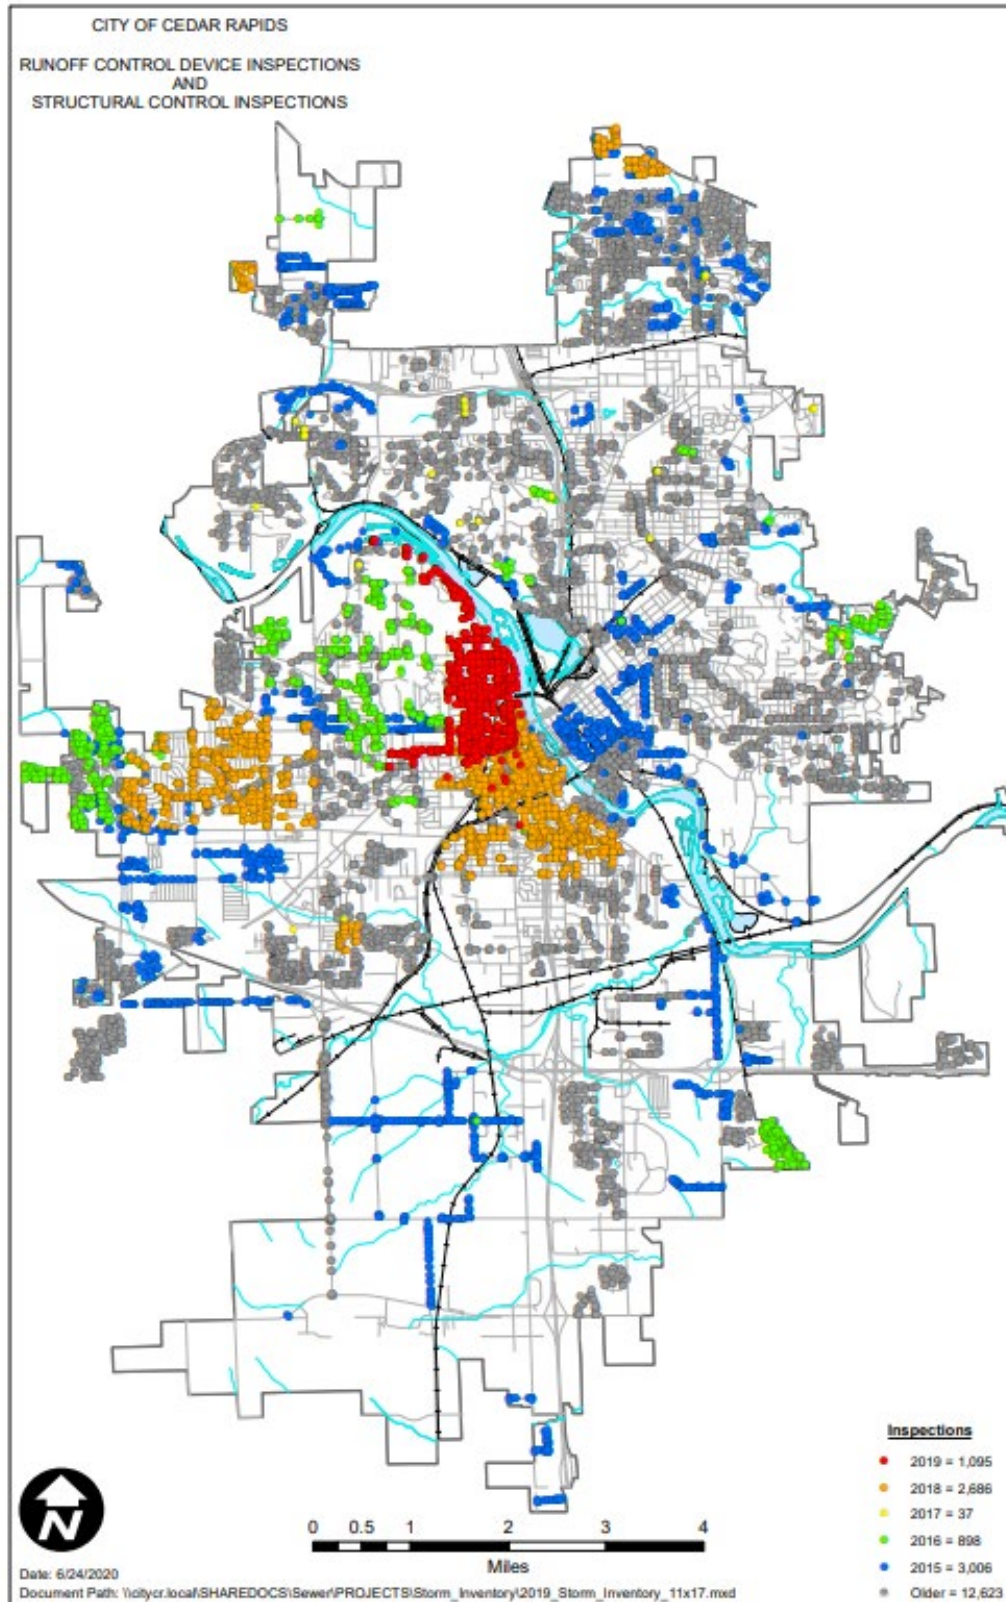 CITY OF CEDAR RAPIDS
RUNOFF CONTROL DEVICE INSPECTIONS
AND
STRUCTURAL CONTROL INSPECTIONS
Inspections
2019 = 1,095
2018 = 2,686
2017 = 37
2016 = 898
2015 = 3,006
Older = 12,623
N
0 0.5 1 2 3 4
Miles
Date: 6/24/2020
Document Path: \\citycr.local\SHAREDOCS\Sewer\PROJECTS\Storm_Inventory\2019_Storm_Inventory_11x17.mxd